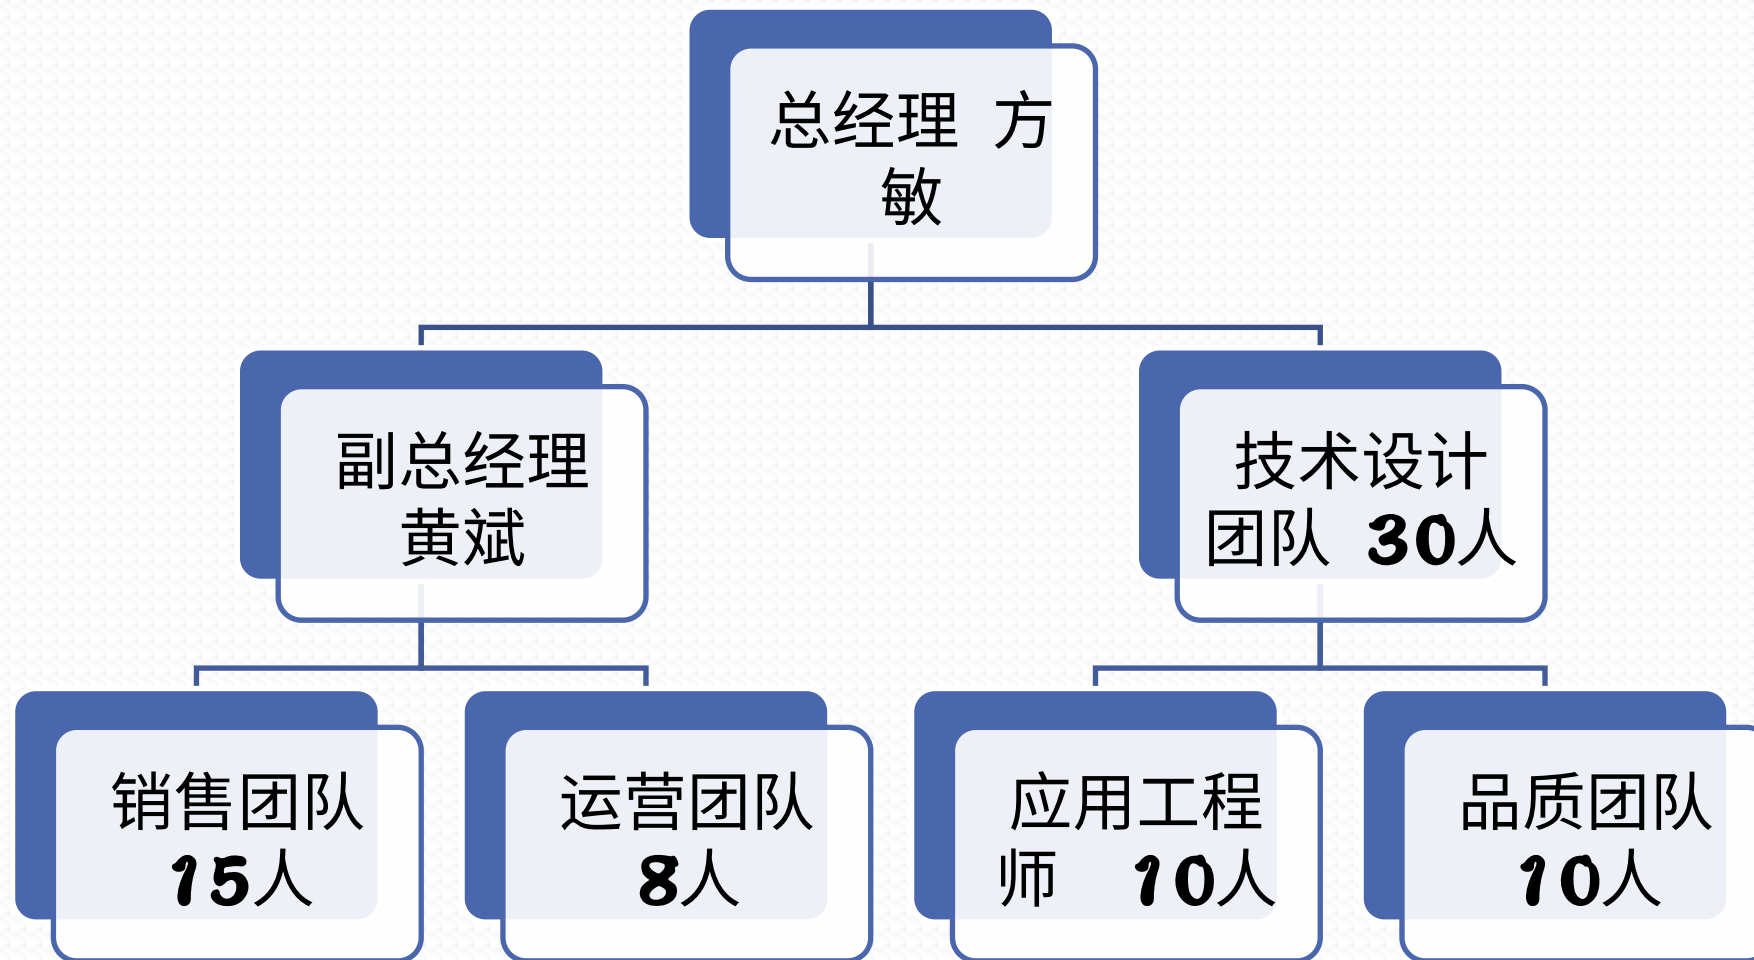 总经理 方
敏
副总经理
黄斌
技术设计
团队 30人
销售团队
15人
运营团队
8人
应用工程
师 10人
品质团队
10人